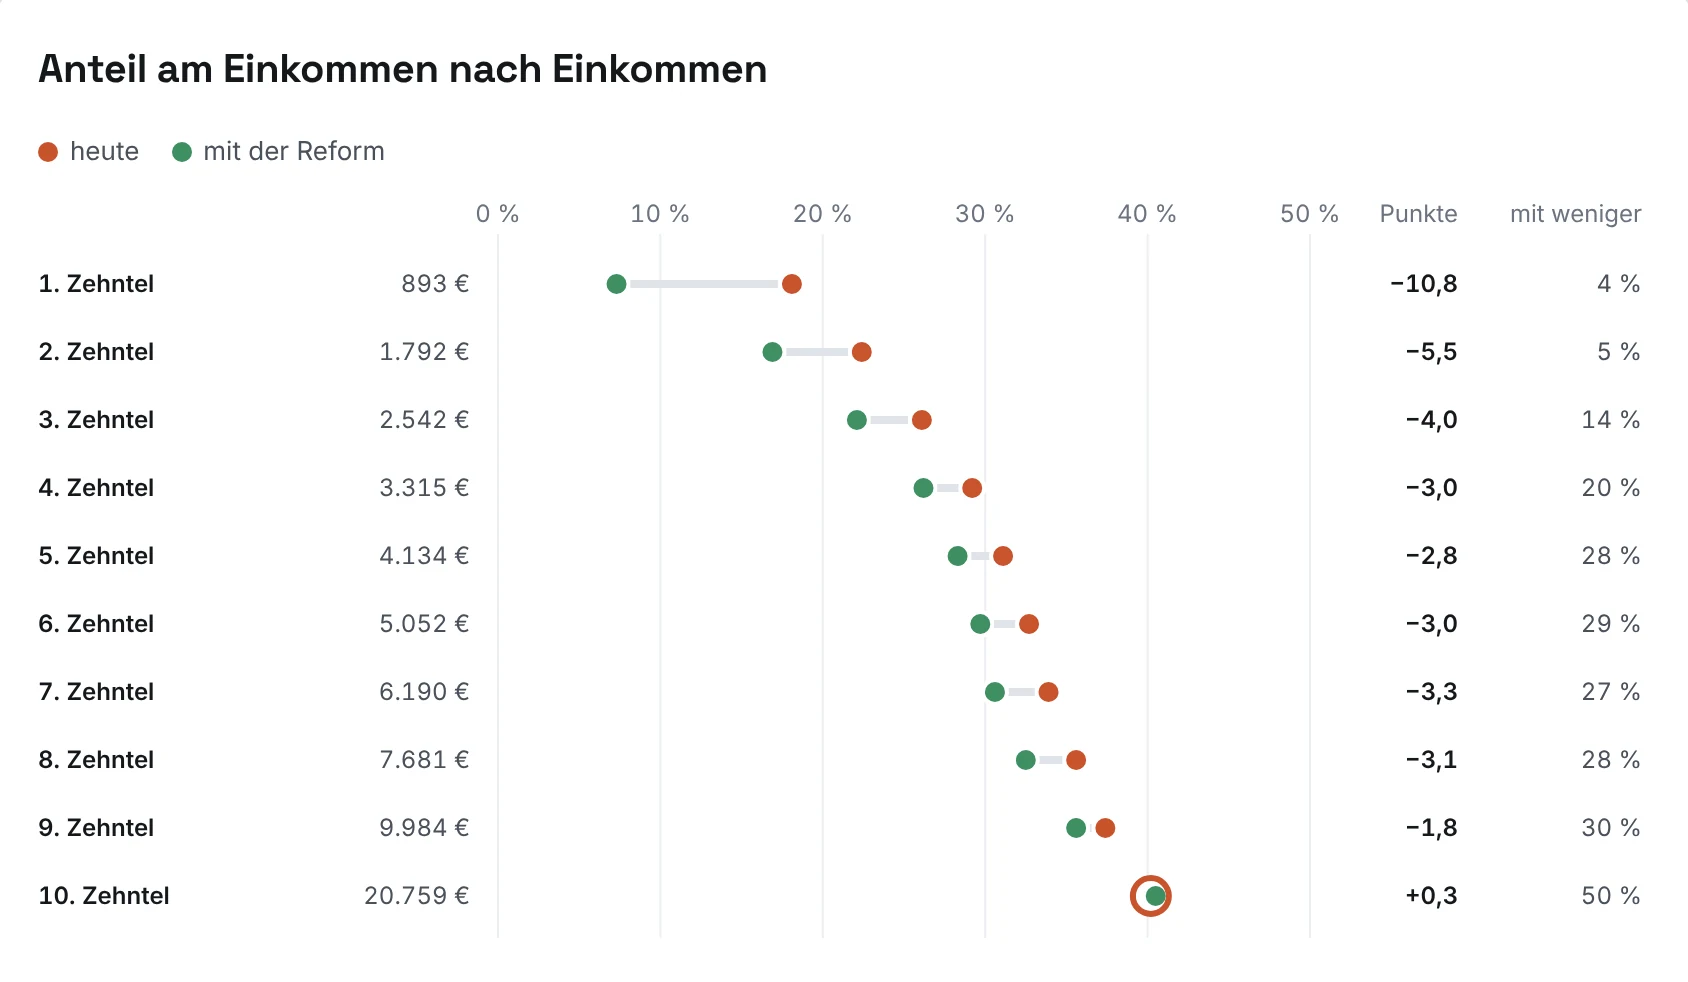 Anteil am Einkommen nach Einkommen
heute mit der Reform
0 % 10 % 20 % 30 % 40 % 50 % Punkte mit weniger
1. Zehntel 893 € −10,8 4 %
2. Zehntel 1.792 € −5,5 5 %
3. Zehntel 2.542 € −4,0 14 %
4. Zehntel 3.315 € −3,0 20 %
5. Zehntel 4.134 € −2,8 28 %
6. Zehntel 5.052 € −3,0 29 %
7. Zehntel 6.190 € −3,3 27 %
8. Zehntel 7.681 € −3,1 28 %
9. Zehntel 9.984 € −1,8 30 %
10. Zehntel 20.759 € +0,3 50 %